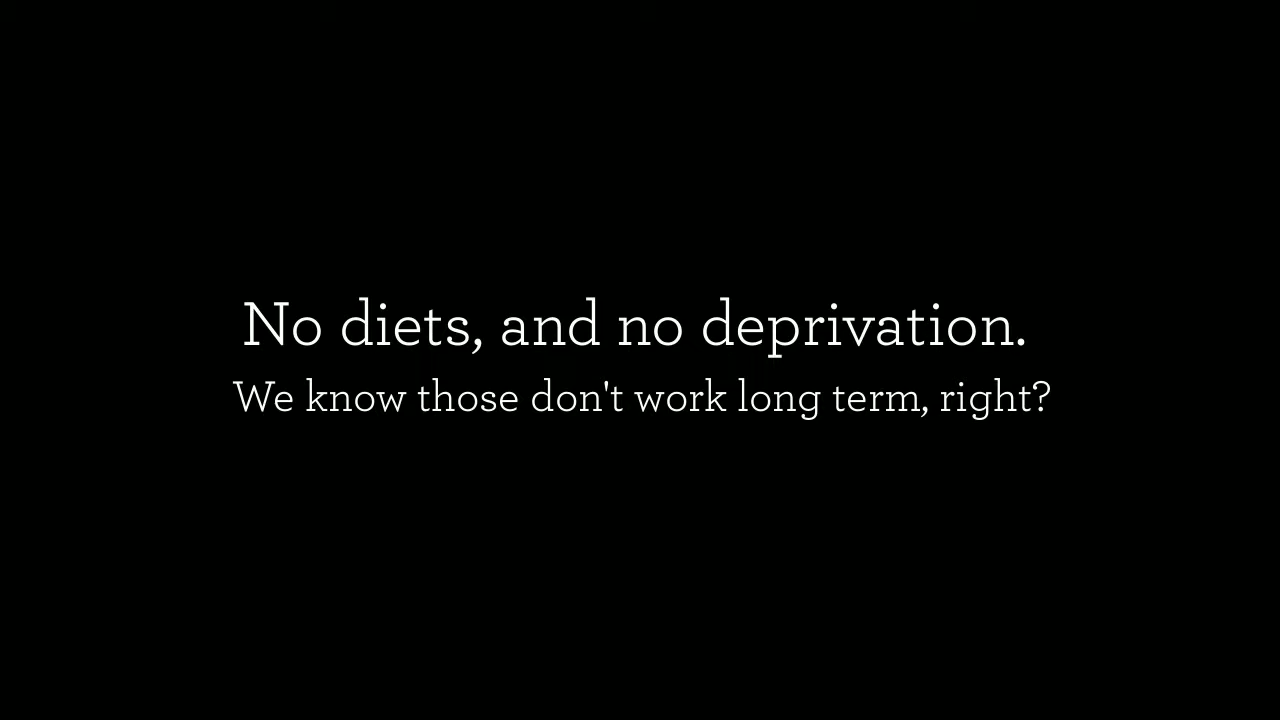 No diets, and no deprivation.
We know those don't work long term, right?